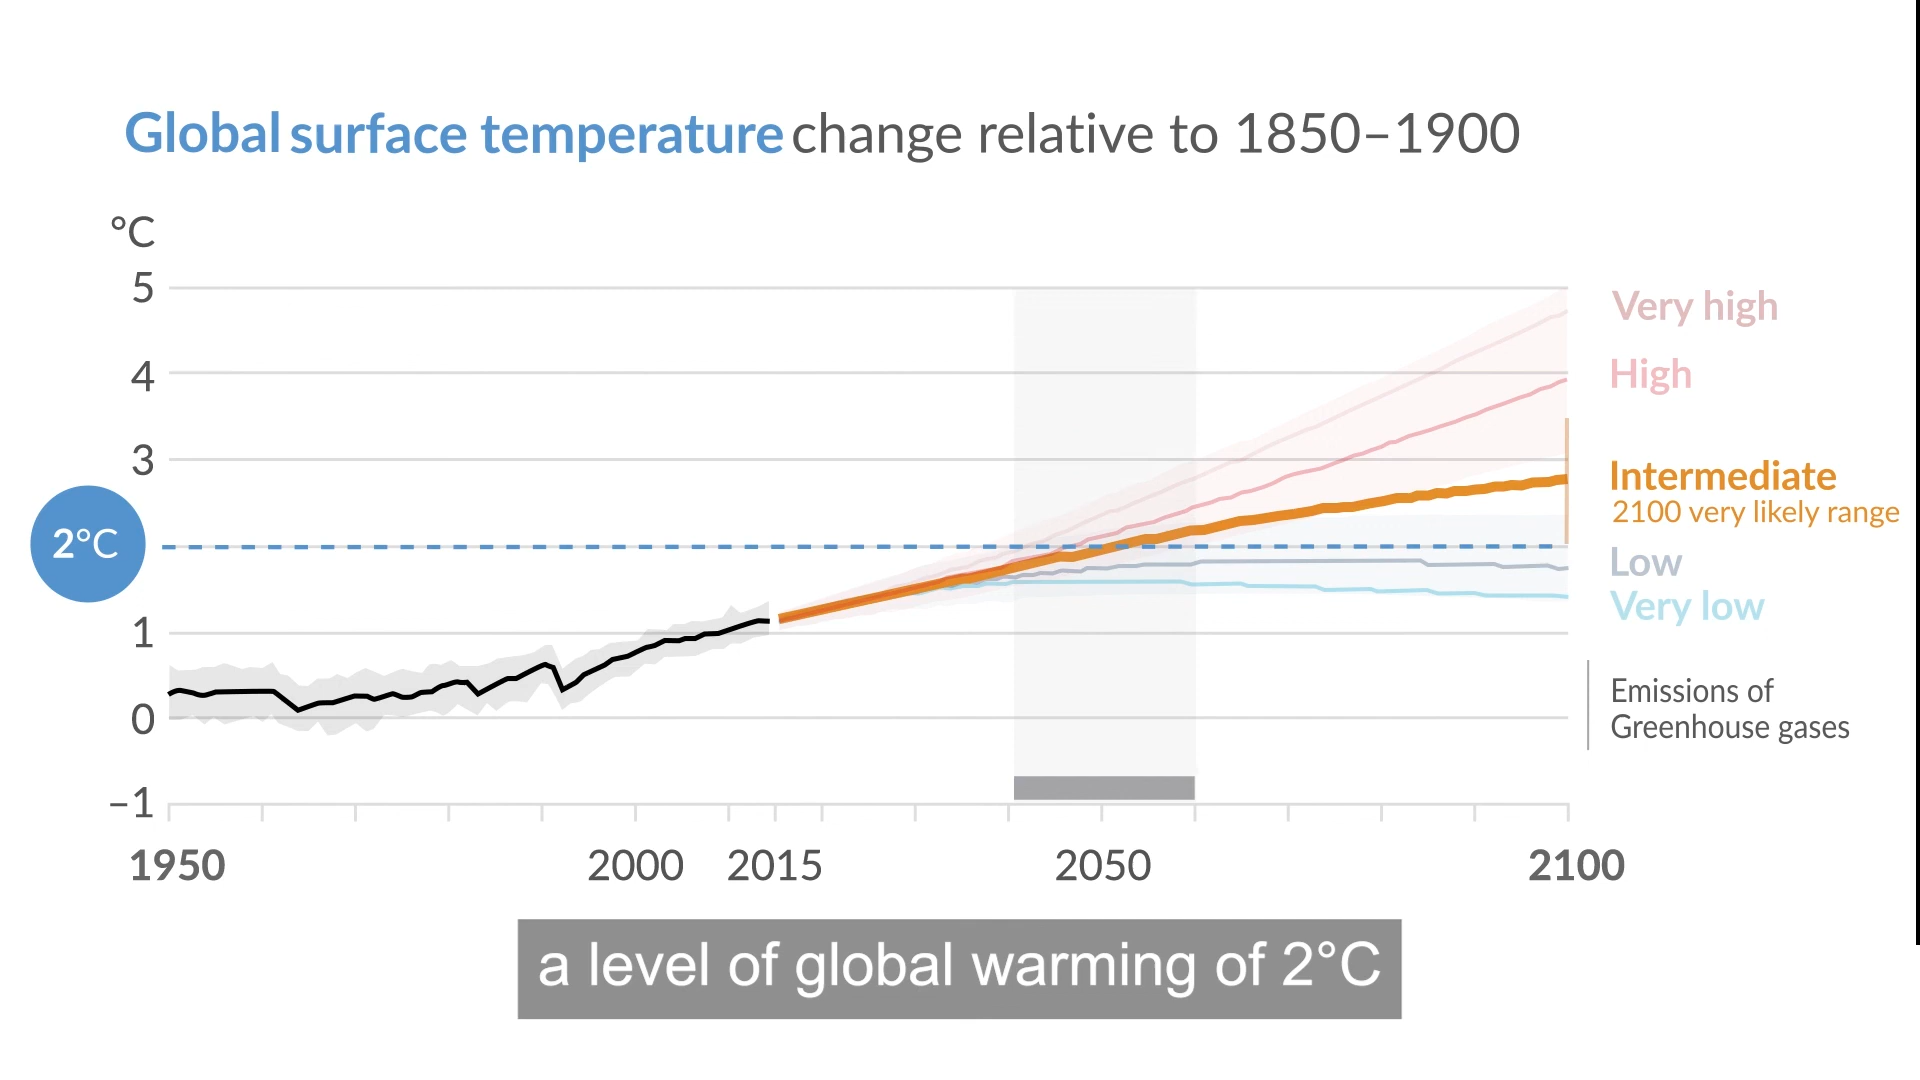 Global surface temperature change relative to 1850–1900
°C
5
4
3
2°C
1
0
–1
1950 2000 2015 2050 2100
Very high
High
Intermediate
2100 very likely range
Low
Very low
Emissions of
Greenhouse gases
a level of global warming of 2°C